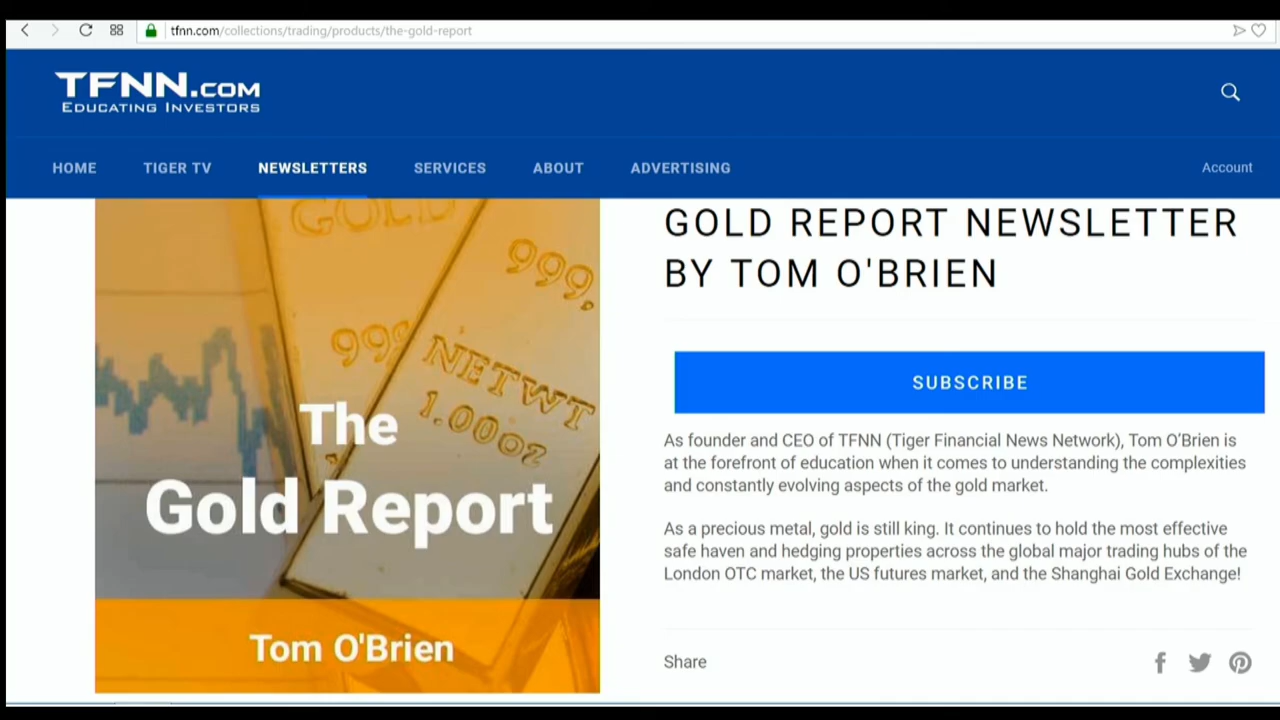 tfnn.com/collections/trading/products/the-gold-report
TFNN.COM
EDUCATING INVESTORS
HOME
TIGER TV
NEWSLETTERS
SERVICES
ABOUT
ADVERTISING
Account
GOLD
999,
999
NETWT
1.00oz
The
Gold Report
Tom O'Brien
GOLD REPORT NEWSLETTER
BY TOM O'BRIEN
SUBSCRIBE
As founder and CEO of TFNN (Tiger Financial News Network), Tom O’Brien is
at the forefront of education when it comes to understanding the complexities
and constantly evolving aspects of the gold market.
As a precious metal, gold is still king. It continues to hold the most effective
safe haven and hedging properties across the global major trading hubs of the
London OTC market, the US futures market, and the Shanghai Gold Exchange!
Share